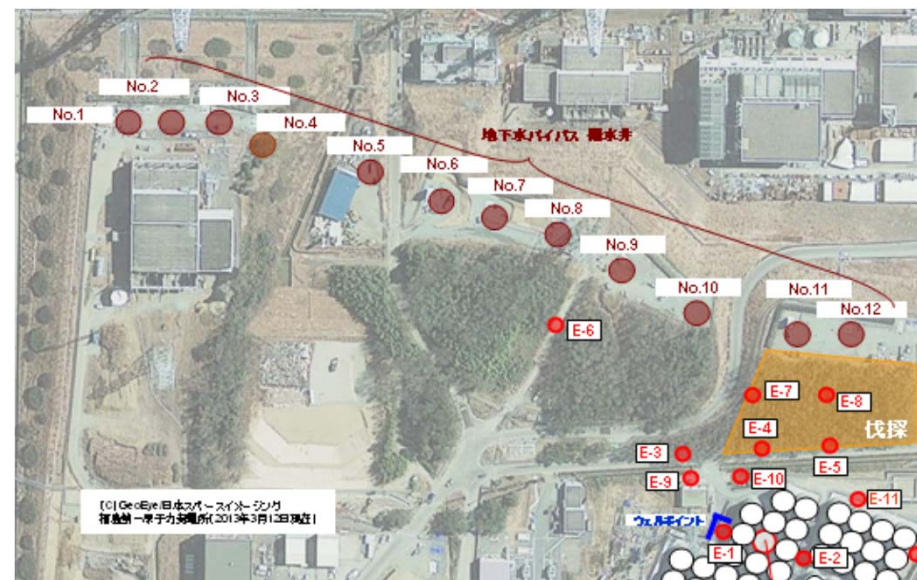 No.1
No.2
No.3
No.4
No.5
No.6
No.7
No.8
No.9
No.10
No.11
No.12
地下水バイパス 揚水井
E-6
E-7
E-8
伐採
E-4
E-5
E-3
E-9
E-10
E-11
ウェルポイント
E-1
E-2
(C)GeoEye/日本スペースイメージング
福島第一原子力発電所(2013年3月12日現在)